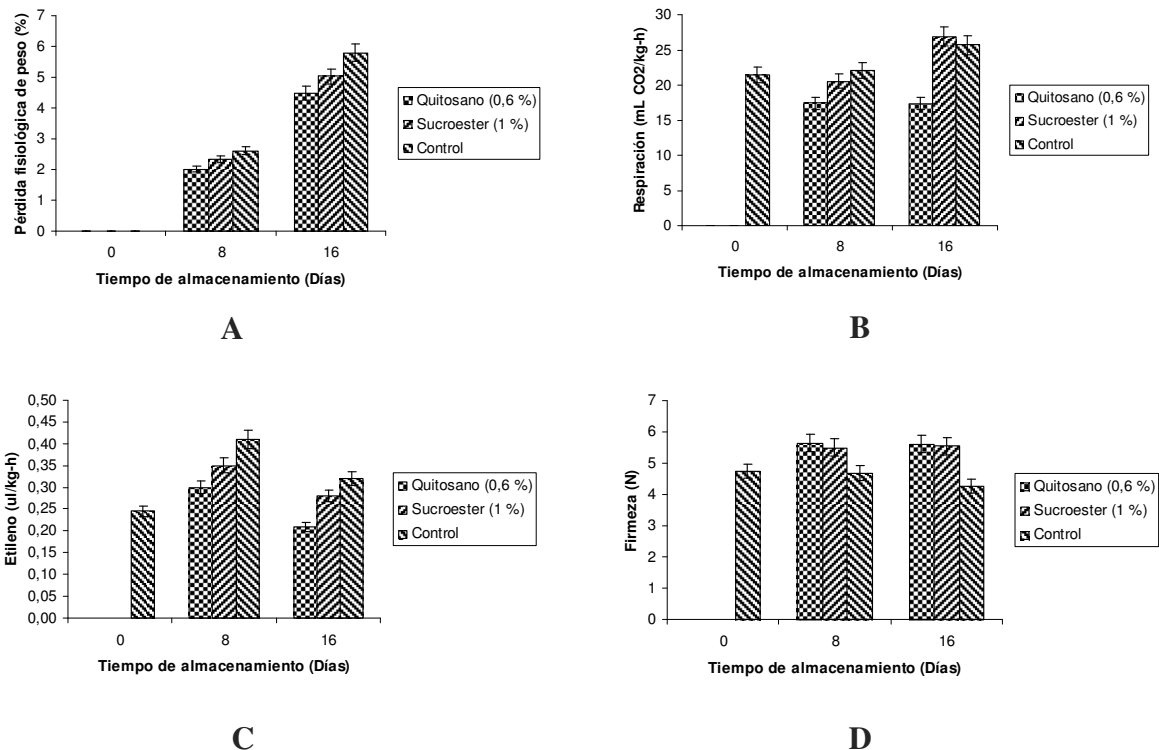 Pérdida fisiológica de peso (%)
7
6
5
4
3
2
1
0
0 8 16
Tiempo de almacenamiento (Días)
Quitosano (0,6 %)
Sucroester (1 %)
Control
A
Respiración (mL CO2/kg-h)
30
25
20
15
10
5
0
0 8 16
Tiempo de almacenamiento (Días)
Quitosano (0,6 %)
Sucroester (1 %)
Control
B
Etileno (ul/kg-h)
0,50
0,45
0,40
0,35
0,30
0,25
0,20
0,15
0,10
0,05
0,00
0 8 16
Tiempo de almacenamiento (Días)
Quitosano (0,6 %)
Sucroester (1 %)
Control
C
Firmeza (N)
7
6
5
4
3
2
1
0
0 8 16
Tiempo de almacenamiento (Días)
Quitosano (0,6 %)
Sucroester (1 %)
Control
D